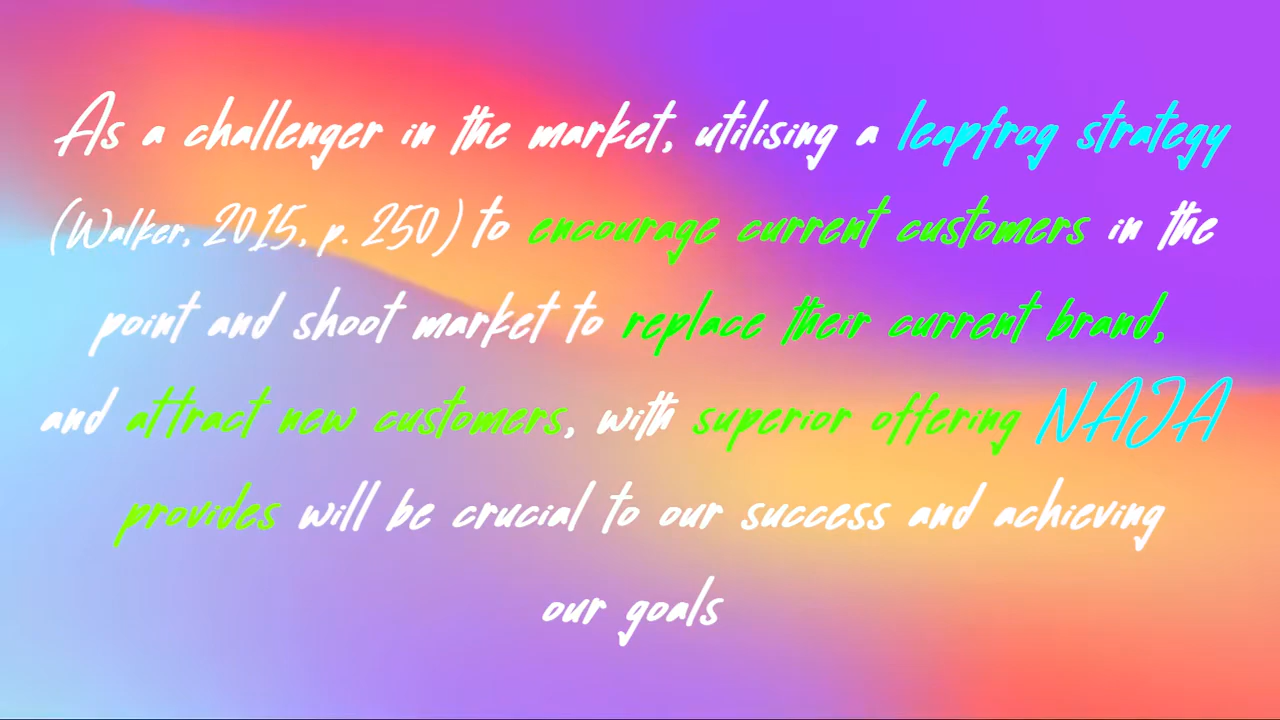 As a challenger in the market, utilising a leapfrog strategy
(Walker, 2015, p. 250) to encourage current customers in the
point and shoot market to replace their current brand,
and attract new customers, with superior offering NAJA
provides will be crucial to our success and achieving
our goals